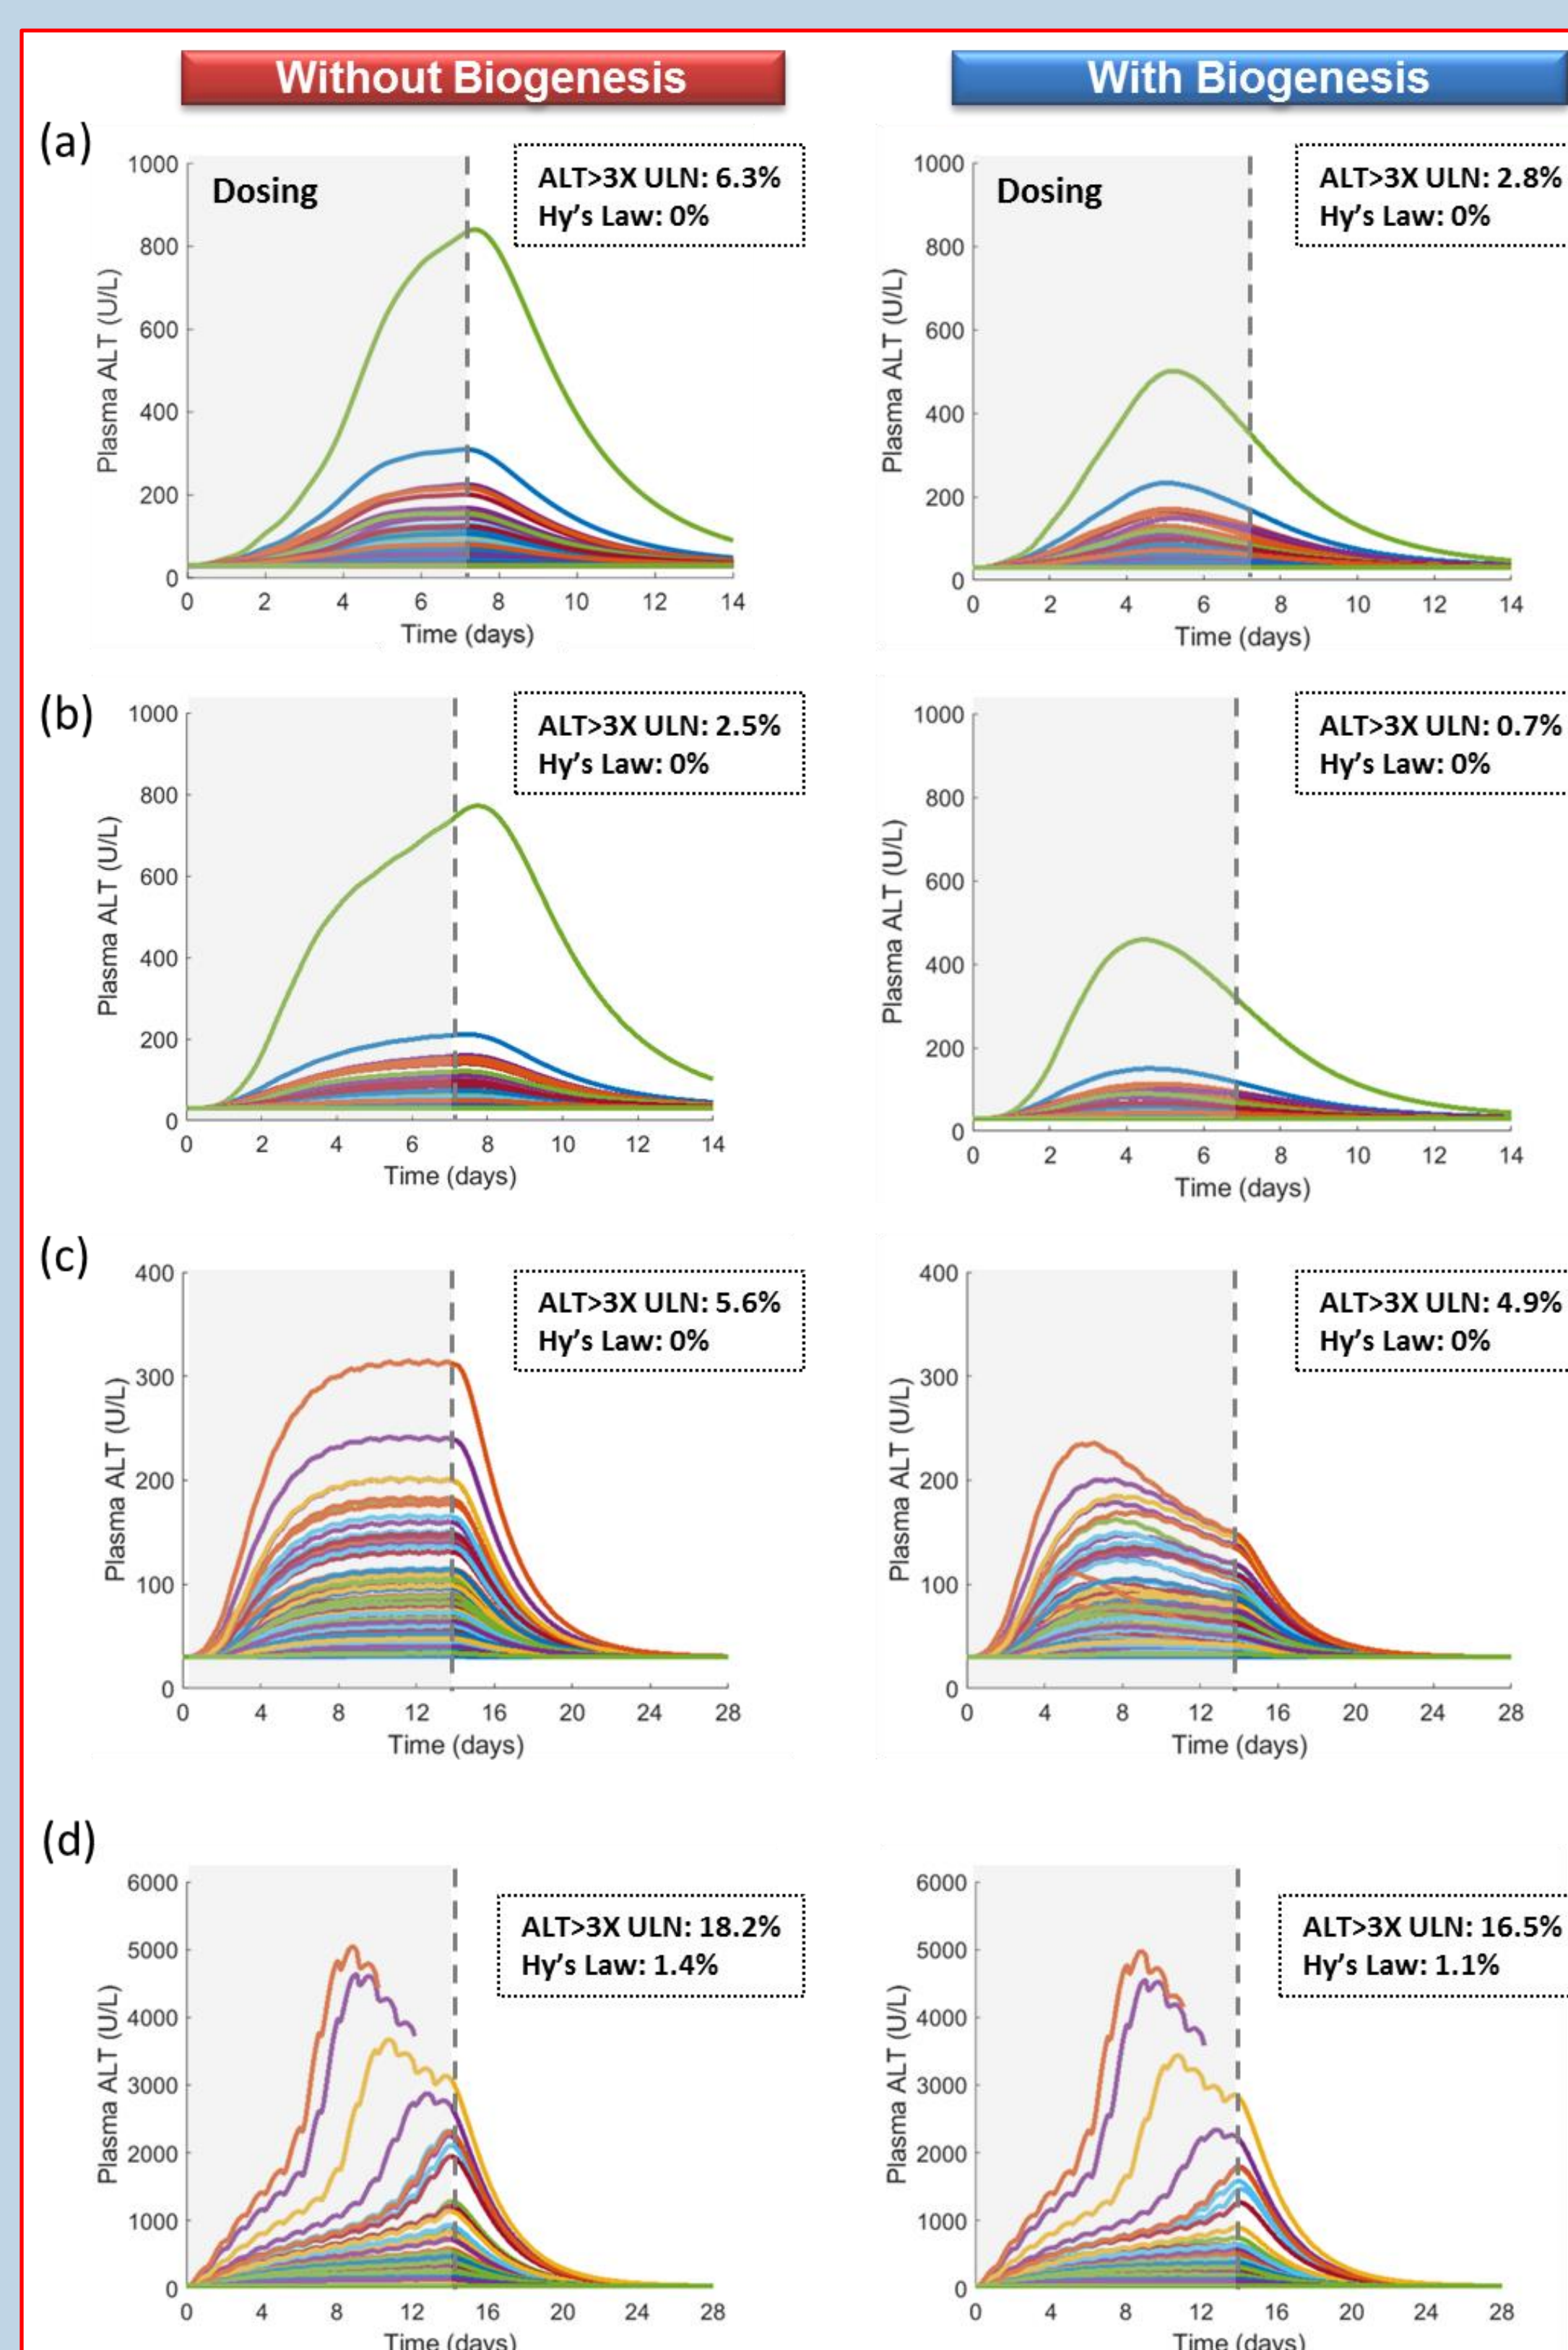 Without Biogenesis
With Biogenesis
(a)
1000
800
600
400
200
0
Plasma ALT (U/L)
Dosing
ALT>3X ULN: 6.3%
Hy's Law: 0%
0 2 4 6 8 10 12 14
Time (days)
1000
800
600
400
200
0
Plasma ALT (U/L)
Dosing
ALT>3X ULN: 2.8%
Hy's Law: 0%
0 2 4 6 8 10 12 14
Time (days)
(b)
1000
800
600
400
200
0
Plasma ALT (U/L)
ALT>3X ULN: 2.5%
Hy's Law: 0%
0 2 4 6 8 10 12 14
Time (days)
1000
800
600
400
200
0
Plasma ALT (U/L)
ALT>3X ULN: 0.7%
Hy's Law: 0%
0 2 4 6 8 10 12 14
Time (days)
(c)
400
300
200
100
0
Plasma ALT (U/L)
ALT>3X ULN: 5.6%
Hy's Law: 0%
0 4 8 12 16 20 24 28
Time (days)
400
300
200
100
0
Plasma ALT (U/L)
ALT>3X ULN: 4.9%
Hy's Law: 0%
0 4 8 12 16 20 24 28
Time (days)
(d)
6000
5000
4000
3000
2000
1000
0
Plasma ALT (U/L)
ALT>3X ULN: 18.2%
Hy's Law: 1.4%
0 4 8 12 16 20 24 28
Time (days)
6000
5000
4000
3000
2000
1000
0
Plasma ALT (U/L)
ALT>3X ULN: 16.5%
Hy's Law: 1.1%
0 4 8 12 16 20 24 28
Time (days)